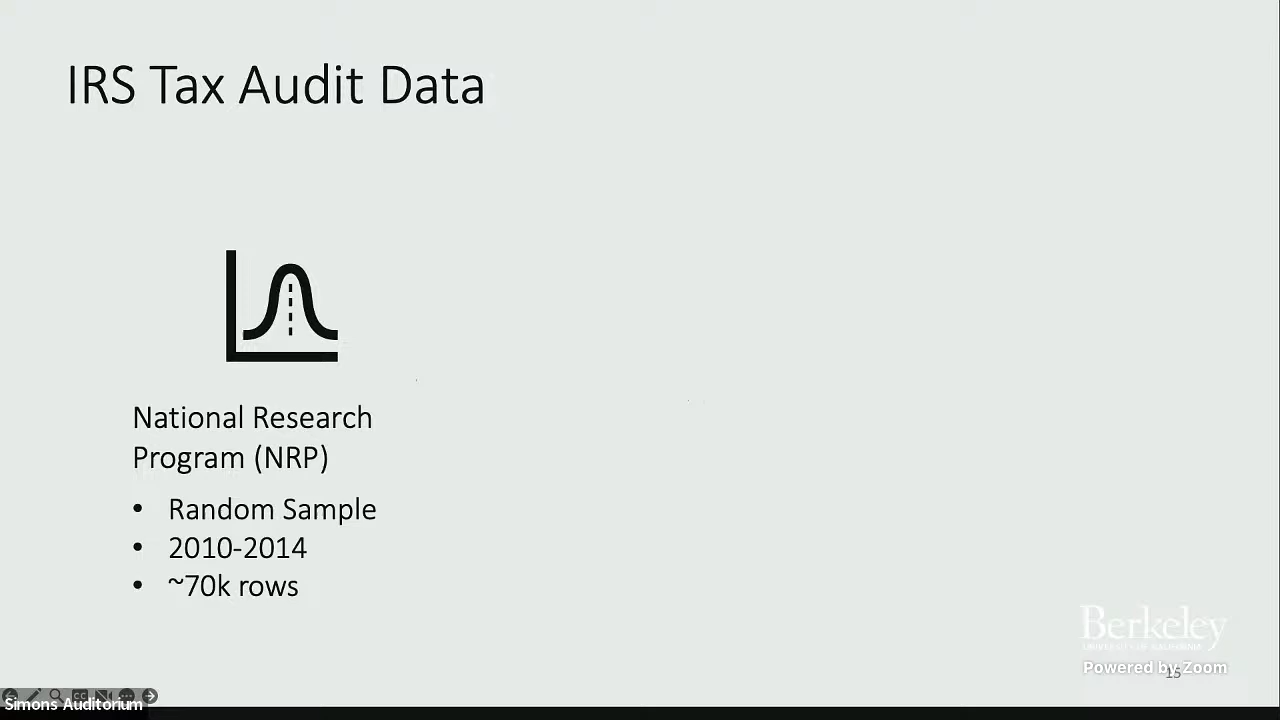 IRS Tax Audit Data
National Research
Program (NRP)
• Random Sample
• 2010-2014
• ~70k rows
Berkeley
UNIVERSITY OF CALIFORNIA
Powered by Zoom
15
Simons Auditorium